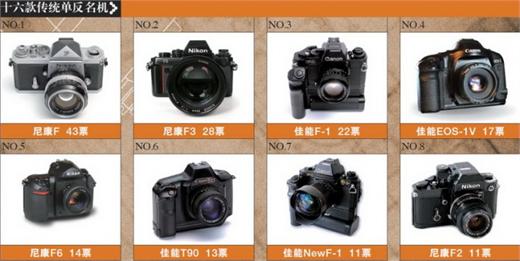 十六款传统单反名机
NO.1 NO.2 NO.3 NO.4
Nikon Canon Canon
尼康F 43票 尼康F3 28票 佳能F-1 22票 佳能EOS-1V 17票
NO.5 NO.6 NO.7 NO.8
Nikon
尼康F6 14票 佳能T90 13票 佳能NewF-1 11票 尼康F2 11票